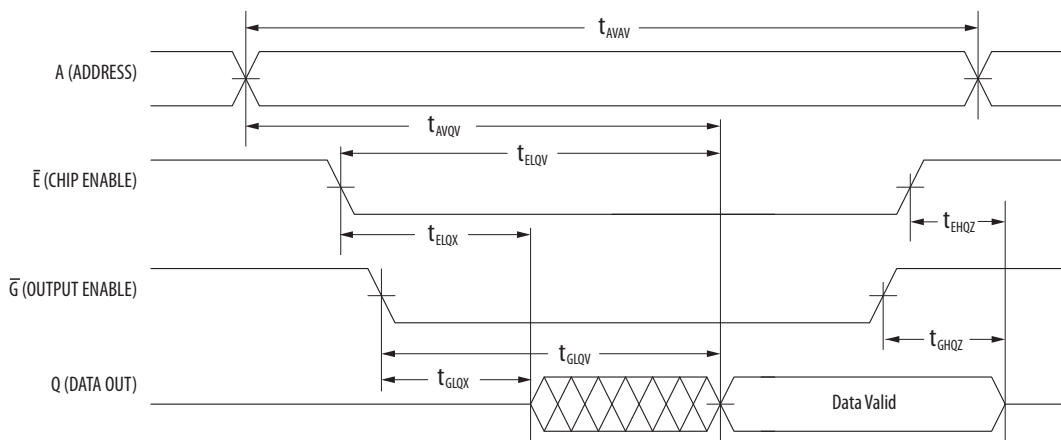 tAVAV
A (ADDRESS)
tAVQV
tELQV
E̅ (CHIP ENABLE)
tELQX
tEHQZ
G̅ (OUTPUT ENABLE)
tGHQZ
tGLQV
tGLQX
Q (DATA OUT)
Data Valid